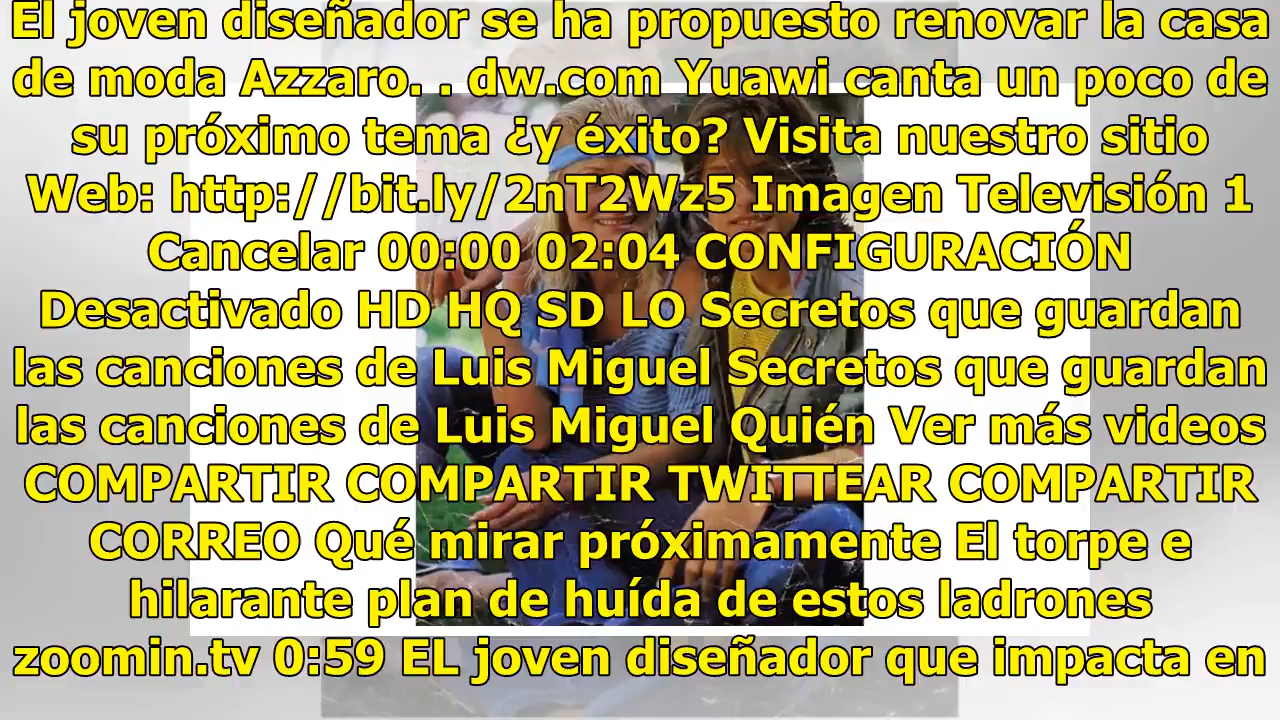 El joven diseñador se ha propuesto renovar la casa
de moda Azzaro. . dw.com Yuawi canta un poco de
su próximo tema ¿y éxito? Visita nuestro sitio
Web: http://bit.ly/2nT2Wz5 Imagen Televisión 1
Cancelar 00:00 02:04 CONFIGURACIÓN
Desactivado HD HQ SD LO Secretos que guardan
las canciones de Luis Miguel Secretos que guardan
las canciones de Luis Miguel Quién Ver más videos
COMPARTIR COMPARTIR TWITTEAR COMPARTIR
CORREO Qué mirar próximamente El torpe e
hilarante plan de huída de estos ladrones
zoomin.tv 0:59 EL joven diseñador que impacta en